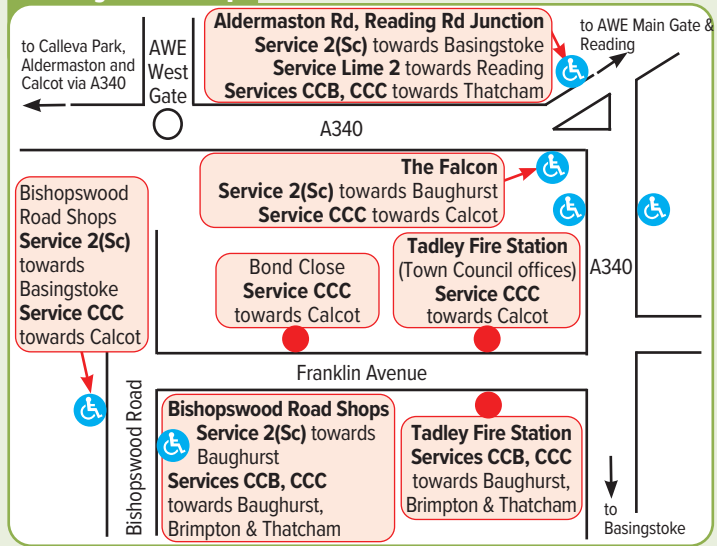 Aldermaston Rd, Reading Rd Junction
Service 2(Sc) towards Basingstoke
Service Lime 2 towards Reading
Services CCB, CCC towards Thatcham
to AWE Main Gate &
Reading
to Calleva Park,
Aldermaston and
Calcot via A340
AWE
West
Gate
A340
The Falcon
Service 2(Sc) towards Baughurst
Service CCC towards Calcot
Bishopswood
Road Shops
Service 2(Sc)
towards
Basingstoke
Service CCC
towards Calcot
Bond Close
Service CCC
towards Calcot
Tadley Fire Station
(Town Council offices)
Service CCC
towards Calcot
A340
Franklin Avenue
Bishopswood Road
Bishopswood Road Shops
Service 2(Sc) towards
Baughurst
Services CCB, CCC
towards Baughurst,
Brimpton & Thatcham
Tadley Fire Station
Services CCB, CCC
towards Baughurst,
Brimpton & Thatcham
to
Basingstoke